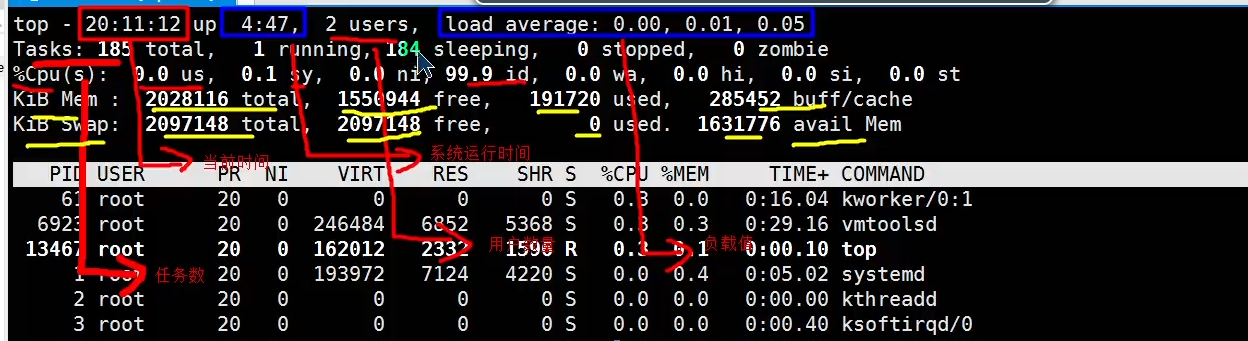 top - 20:11:12 up  4:47,  2 users,  load average: 0.00, 0.01, 0.05
Tasks: 185 total,   1 running, 184 sleeping,   0 stopped,   0 zombie
%Cpu(s):  0.0 us,  0.1 sy,  0.0 ni, 99.9 id,  0.0 wa,  0.0 hi,  0.0 si,  0.0 st
KiB Mem :  2028116 total,  1550944 free,   191720 used,   285452 buff/cache
KiB Swap:  2097148 total,  2097148 free,        0 used.  1631776 avail Mem
当前时间
系统运行时间
PID USER      PR  NI    VIRT    RES    SHR S  %CPU %MEM     TIME+ COMMAND
61 root      20   0       0      0      0 S   0.3  0.0   0:16.04 kworker/0:1
6923 root      20   0  246484   6852   5368 S   0.3  0.3   0:29.16 vmtoolsd
用户数量
负载值
13467 root      20   0  162012   2332   1596 R   0.3  0.1   0:00.10 top
任务数
1 root      20   0  193972   7124   4220 S   0.0  0.4   0:05.02 systemd
2 root      20   0       0      0      0 S   0.0  0.0   0:00.00 kthreadd
3 root      20   0       0      0      0 S   0.0  0.0   0:00.40 ksoftirqd/0